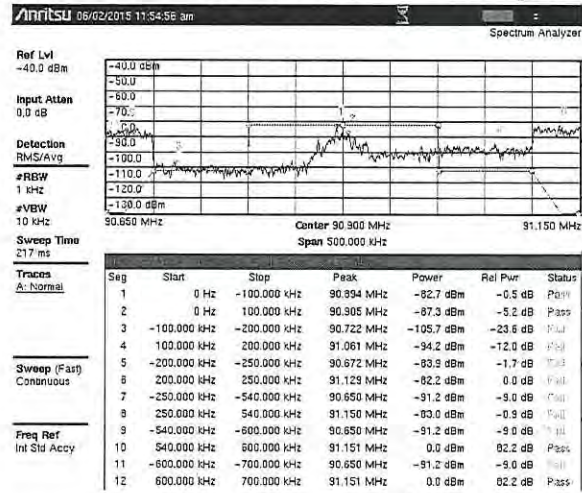 Anritsu 06/02/2015 11:54:56 am
Spectrum Analyzer
Ref Lvl
-40.0 dBm
Input Atten
0.0 dB
Detection
RMS/Avg
#RBW
1 kHz
#VBW
10 kHz
Sweep Time
217 ms
Traces
A: Normal
Sweep (Fast)
Continuous
Freq Ref
Int Std Accy
-40.0 dBm
-50.0
-60.0
-90.0
-100.0
-110.0
-120.0
-130.0 dBm
90.650 MHz Center 90.900 MHz 91.150 MHz
Span 500.000 kHz
Seg Start Stop Peak Power Rel Pwr Status
1 0 Hz -100.000 kHz 90.894 MHz -82.7 dBm -0.5 dB Pass
2 0 Hz 100.000 kHz 90.905 MHz -87.3 dBm -5.2 dB Pass
3 -100.000 kHz -200.000 kHz 90.722 MHz -105.7 dBm -23.6 dB
4 100.000 kHz 200.000 kHz 91.061 MHz -94.2 dBm -12.0 dB Fail
5 -200.000 kHz -250.000 kHz 90.672 MHz -83.9 dBm -1.7 dB Fail
6 200.000 kHz 250.000 kHz 91.129 MHz -82.2 dBm 0.0 dB Fail
7 -250.000 kHz -540.000 kHz 90.650 MHz -91.2 dBm -9.0 dB Fail
8 250.000 kHz 540.000 kHz 91.150 MHz -83.0 dBm -0.9 dB Fail
9 -540.000 kHz -600.000 kHz 90.650 MHz -91.2 dBm -9.0 dB
10 540.000 kHz 600.000 kHz 91.151 MHz 0.0 dBm 82.2 dB Pass
11 -600.000 kHz -700.000 kHz 90.650 MHz -91.2 dBm -9.0 dB Fail
12 600.000 kHz 700.000 kHz 91.151 MHz 0.0 dBm 82.2 dB Pass